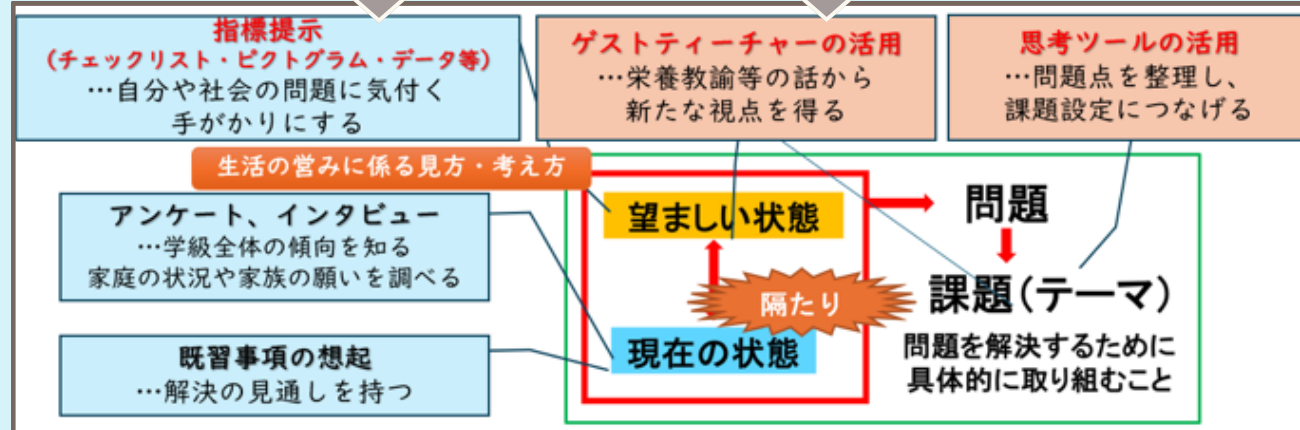 指標提示
(チェックリスト・ピクトグラム・データ等)
…自分や社会の問題に気付く
手がかりにする
ゲストティーチャーの活用
…栄養教諭等の話から
新たな視点を得る
思考ツールの活用
…問題点を整理し、
課題設定につなげる
生活の営みに係る見方・考え方
アンケート、インタビュー
…学級全体の傾向を知る
家庭の状況や家族の願いを調べる
既習事項の想起
…解決の見通しを持つ
望ましい状態
隔たり
現在の状態
問題
課題(テーマ)
問題を解決するために
具体的に取り組むこと